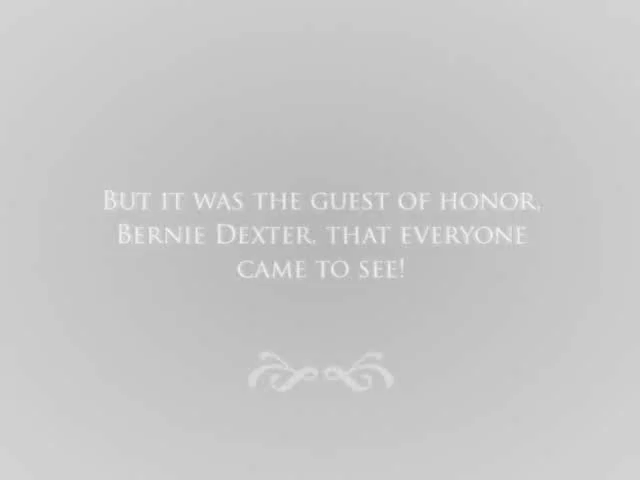 But it was the guest of honor,
Bernie Dexter, that everyone
came to see!